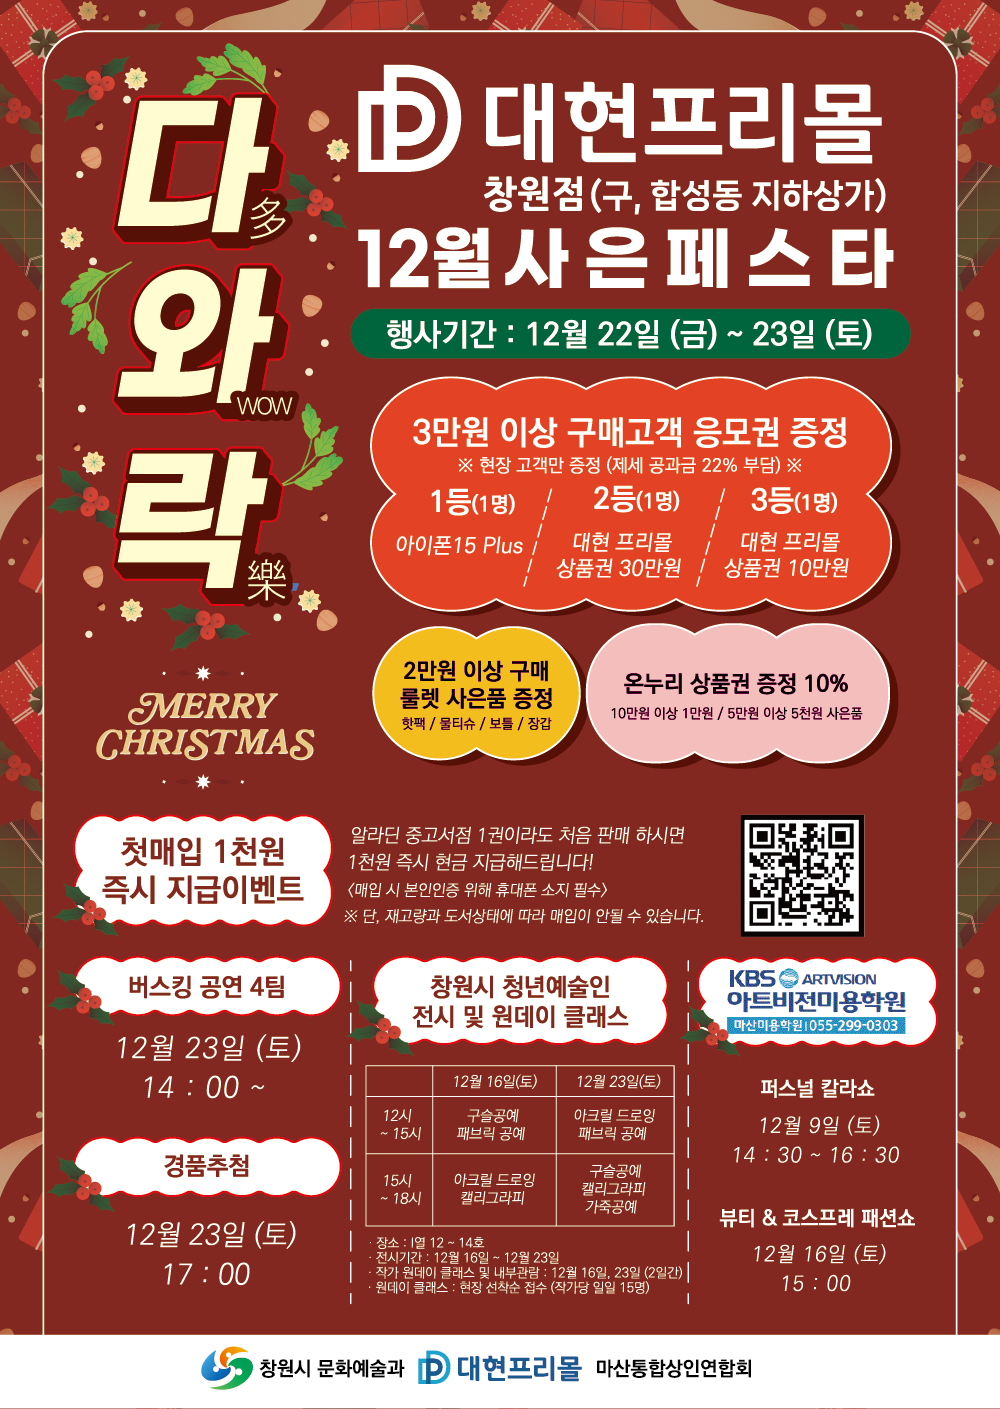 다
多
와
WOW
락
樂
대현프리몰
창원점 (구, 합성동 지하상가)
12월 사은페스타
행사기간 : 12월 22일 (금) ~ 23일 (토)
3만원 이상 구매고객 응모권 증정
※ 현장 고객만 증정 (제세 공과금 22% 부담) ※
1등(1명)
아이폰15 Plus
2등(1명)
대현 프리몰
상품권 30만원
3등(1명)
대현 프리몰
상품권 10만원
2만원 이상 구매
룰렛 사은품 증정
핫팩 / 물티슈 / 보틀 / 장갑
온누리 상품권 증정 10%
10만원 이상 1만원 / 5만원 이상 5천원 사은품
MERRY
CHRISTMAS
첫매입 1천원
즉시 지급이벤트
알라딘 중고서점 1권이라도 처음 판매 하시면
1천원 즉시 현금 지급해드립니다!
<매입 시 본인인증 위해 휴대폰 소지 필수>
※ 단, 재고량과 도서상태에 따라 매입이 안될 수 있습니다.
버스킹 공연 4팀
12월 23일 (토)
14 : 00 ~
경품추첨
12월 23일 (토)
17 : 00
창원시 청년예술인
전시 및 원데이 클래스
12월 16일(토) 12월 23일(토)
12시 ~ 15시
구슬공예
패브릭 공예
아크릴 드로잉
패브릭 공예
15시 ~ 18시
아크릴 드로잉
캘리그라피
구슬공예
캘리그라피
가죽공예
· 장소 : I열 12 ~ 14호
· 전시기간 : 12월 16일 ~ 12월 23일
· 작가 원데이 클래스 및 내부관람 : 12월 16일, 23일 (2일간)
· 원데이 클래스 : 현장 선착순 접수 (작가당 일일 15명)
KBS ARTVISION
아트비전미용학원
마산미용학원 | 055-299-0303
퍼스널 칼라쇼
12월 9일 (토)
14 : 30 ~ 16 : 30
뷰티 & 코스프레 패션쇼
12월 16일 (토)
15 : 00
창원시 문화예술과 대현프리몰 마산통합상인연합회